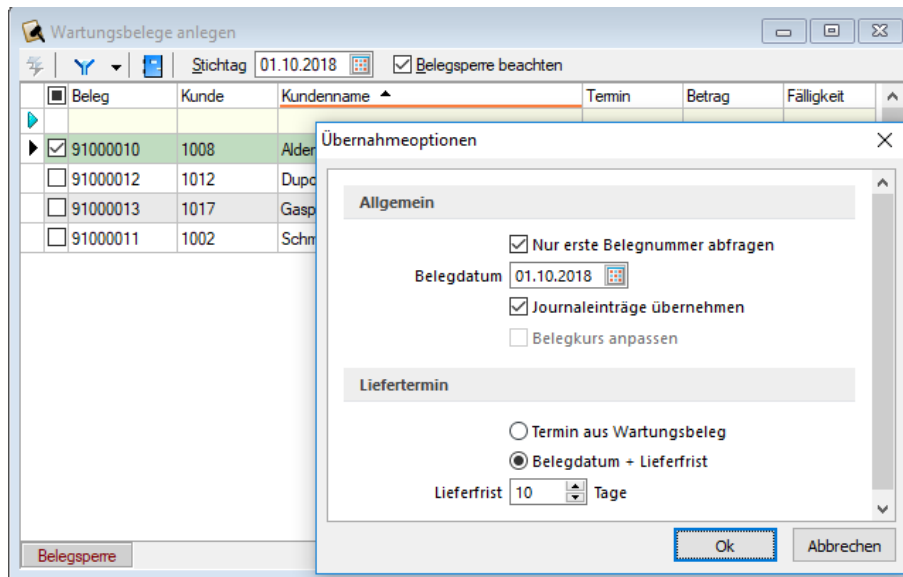 Wartungsbelege anlegen
Stichtag 01.10.2018 Belegsperre beachten
Beleg Kunde Kundenname Termin Betrag Fälligkeit
91000010 1008 Alder
91000012 1012 Dupo
91000013 1017 Gasp
91000011 1002 Schm
Belegsperre
Übernahmeoptionen
Allgemein
Nur erste Belegnummer abfragen
Belegdatum 01.10.2018
Journaleinträge übernehmen
Belegkurs anpassen
Liefertermin
Termin aus Wartungsbeleg
Belegdatum + Lieferfrist
Lieferfrist 10 Tage
Ok Abbrechen